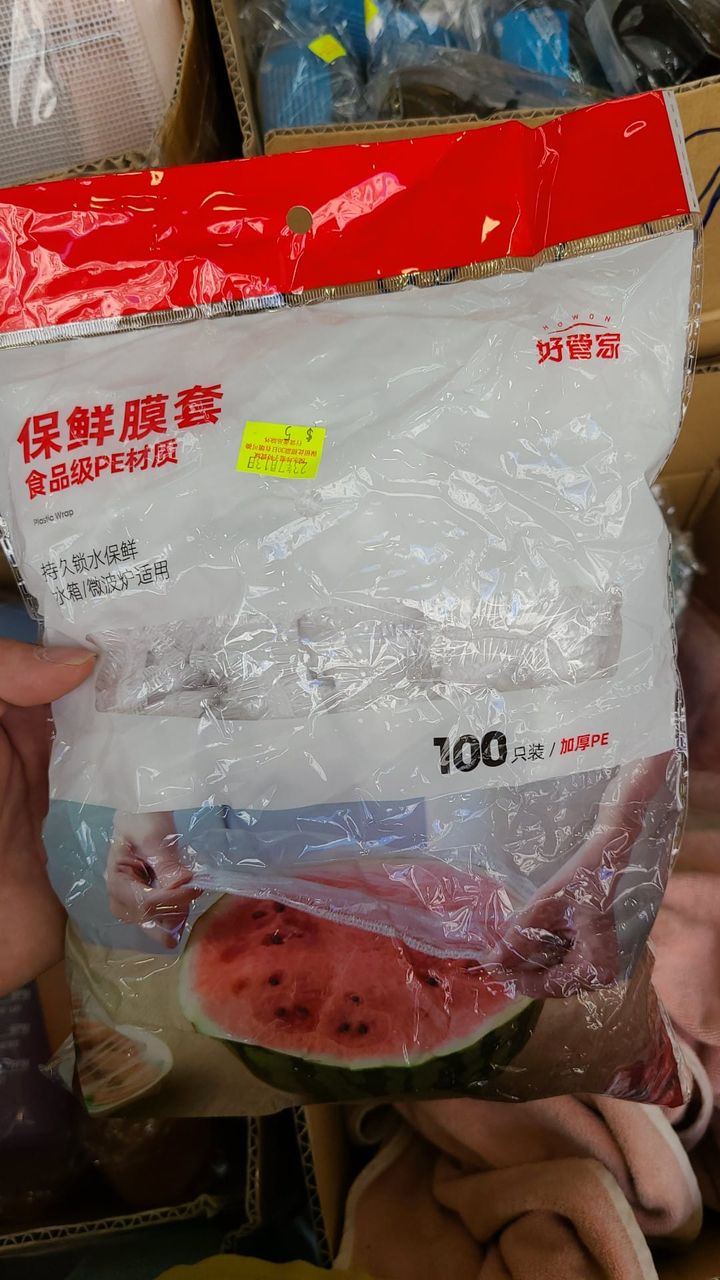 HOWON
好管家
保鲜膜套
食品级PE材质
Plastic Wrap
持久锁水保鲜
冰箱/微波炉适用
$ 5
100只装 / 加厚PE